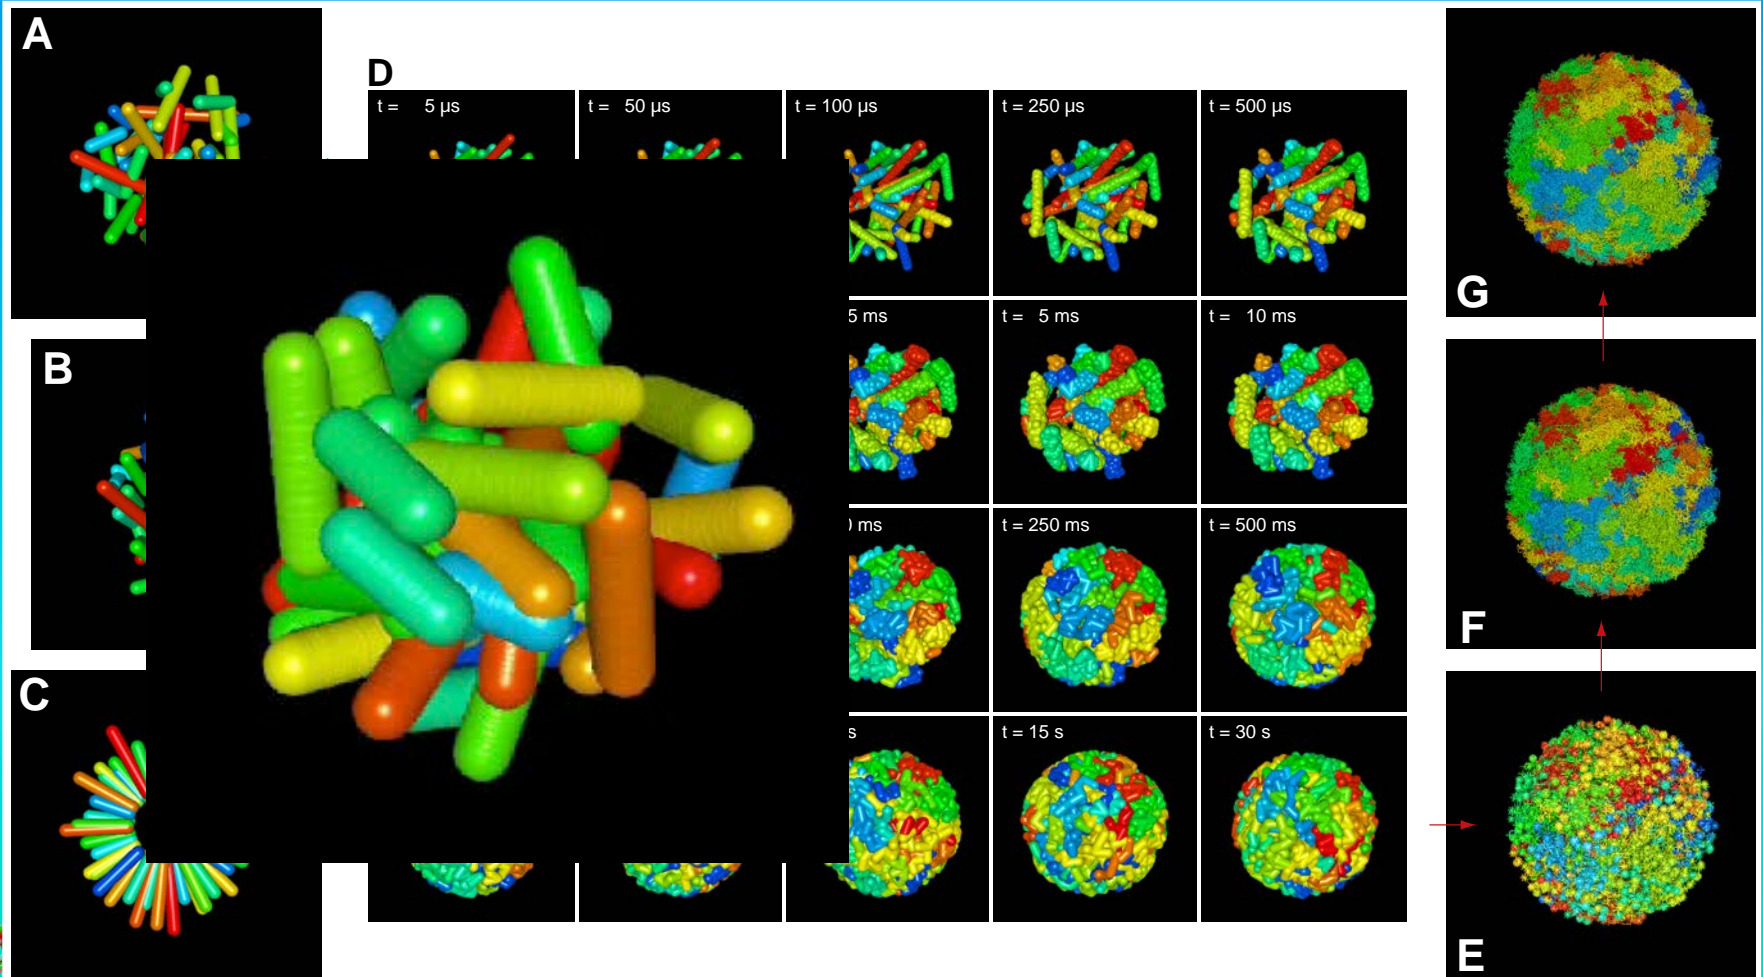 A
D
t = 5 µs
t = 50 µs
t = 100 µs
t = 250 µs
t = 500 µs
B
5 ms
t = 5 ms
t = 10 ms
G
ms
t = 250 ms
t = 500 ms
F
C
s
t = 15 s
t = 30 s
E